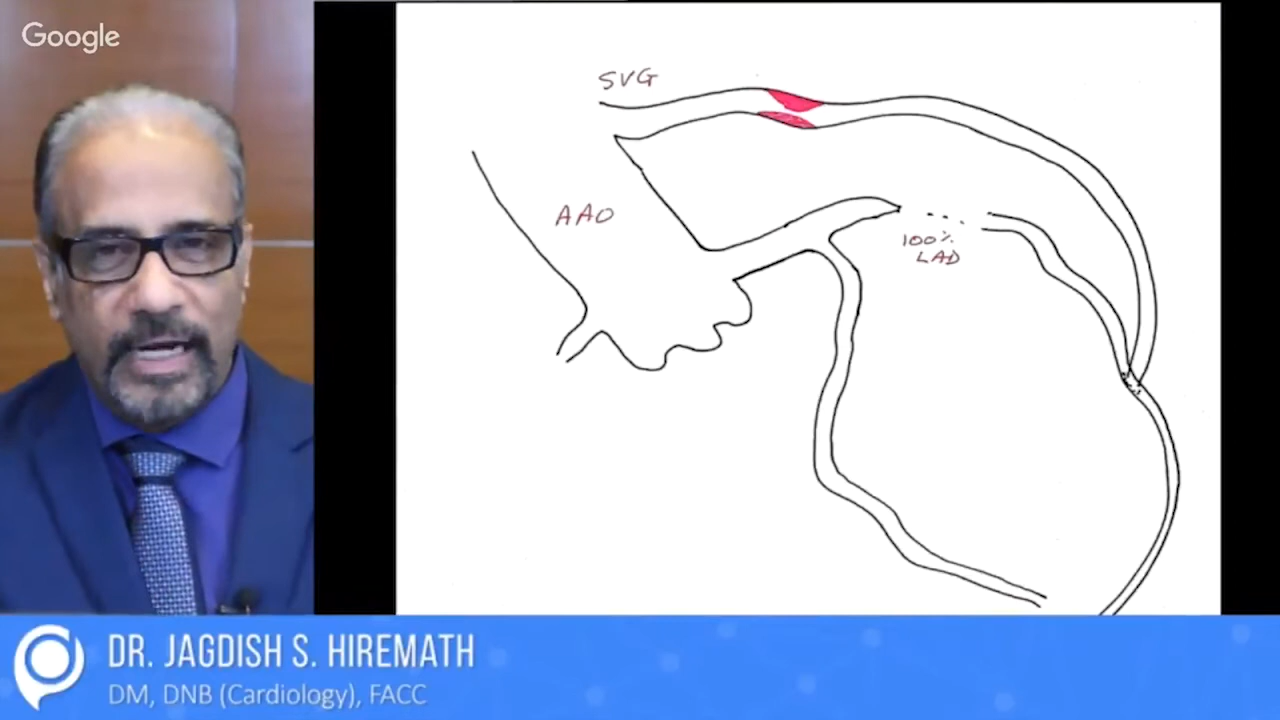 Google
SVG
AAO
100%
LAD
DR. JAGDISH S. HIREMATH
DM, DNB (Cardiology), FACC